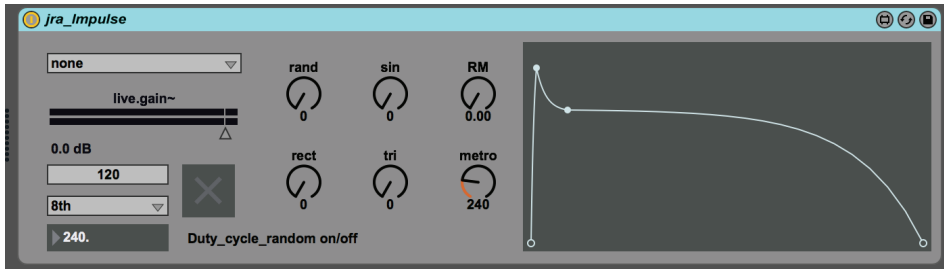 jra_Impulse
none
live.gain~
0.0 dB
120
8th
240.
rand
0
sin
0
RM
0.00
rect
0
tri
0
metro
240
Duty_cycle_random on/off